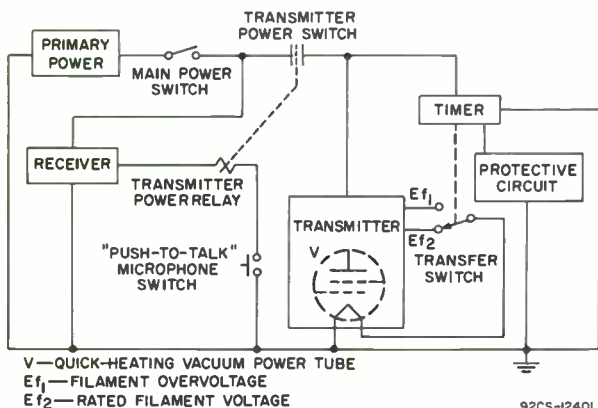 TRANSMITTER
POWER SWITCH
PRIMARY
POWER
MAIN POWER
SWITCH
TIMER
RECEIVER
TRANSMITTER
POWER RELAY
PROTECTIVE
CIRCUIT
"PUSH-TO-TALK"
MICROPHONE
SWITCH
TRANSMITTER
V
Ef1
Ef2
TRANSFER
SWITCH
V—QUICK-HEATING VACUUM POWER TUBE
Ef1—FILAMENT OVERVOLTAGE
Ef2—RATED FILAMENT VOLTAGE
92CS-12401